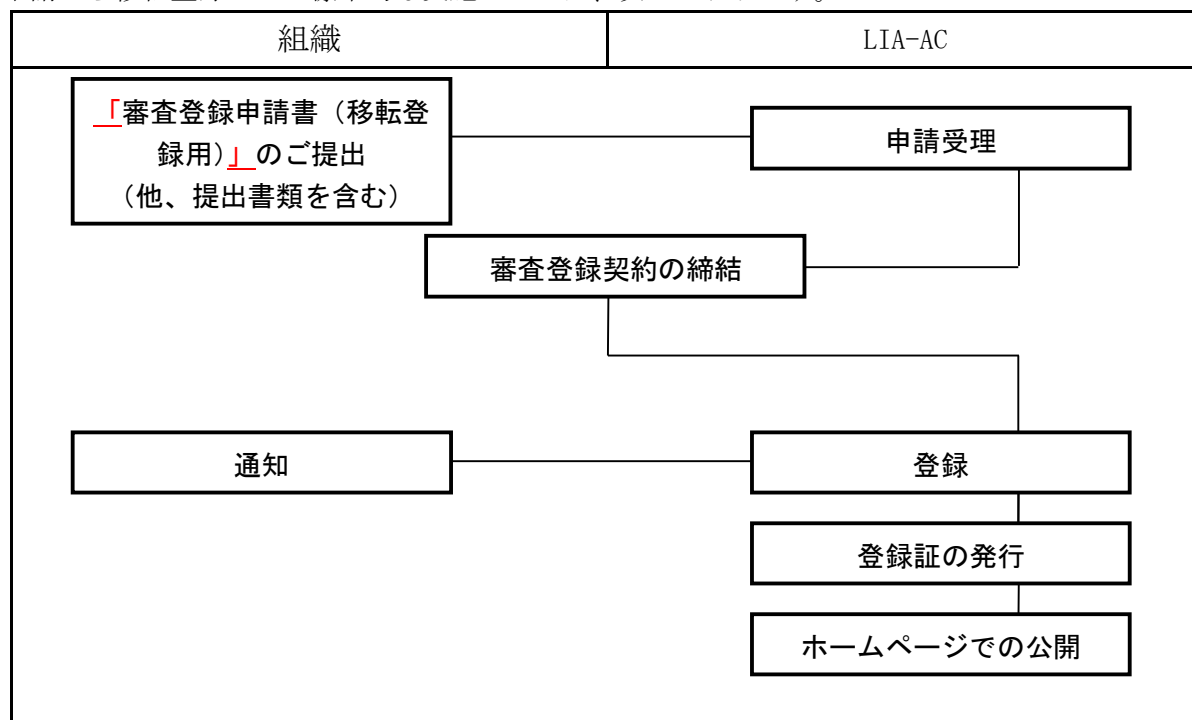 組織
LIA-AC
「審査登録申請書（移転登
録用）」のご提出
（他、提出書類を含む）
申請受理
審査登録契約の締結
通知
登録
登録証の発行
ホームページでの公開